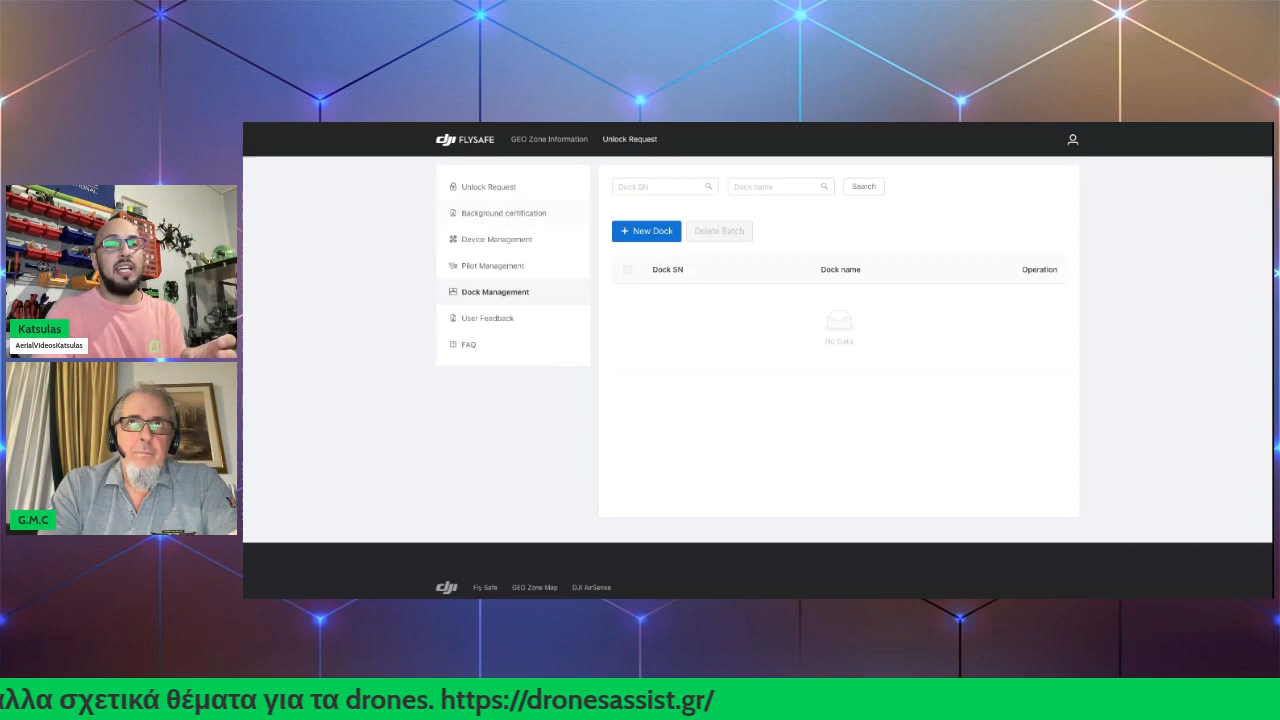 dji FLYSAFE GEO Zone Information Unlock Request
Unlock Request
Background certification
Device Management
Pilot Management
Dock Management
User Feedback
FAQ
Dock SN Dock name Search
+ New Dock Delete Batch
Dock SN Dock name Operation
No Data
dji Fly Safe GEO Zone Map DJI AirSense
Katsulas
AerialVideosKatsulas
G.M.C
αλλα σχετικά θέματα για τα drones. https://dronesassist.gr/